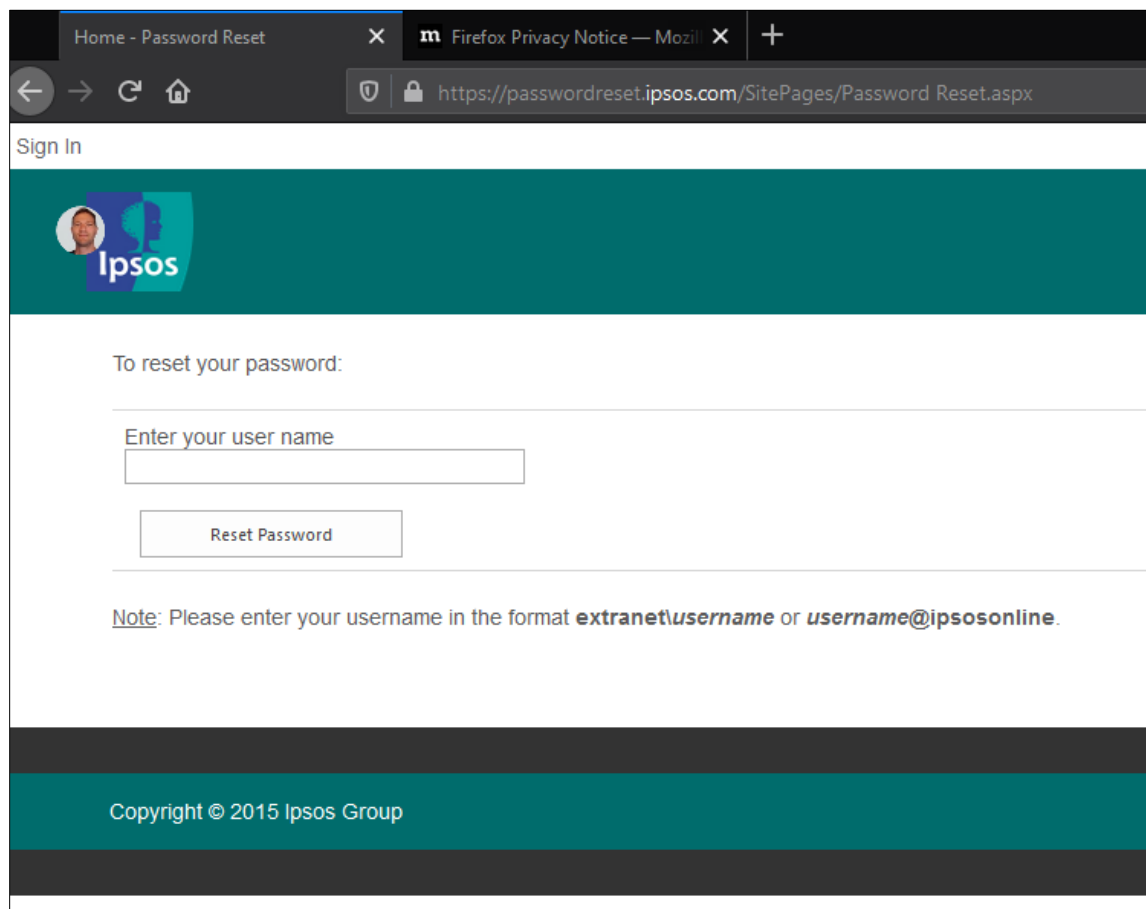 Home - Password Reset
m Firefox Privacy Notice — Mozil
https://passwordreset.ipsos.com/SitePages/Password Reset.aspx
Sign In
Ipsos
To reset your password:
Enter your user name
Reset Password
Note: Please enter your username in the format extranet\username or username@ipsosonline.
Copyright © 2015 Ipsos Group